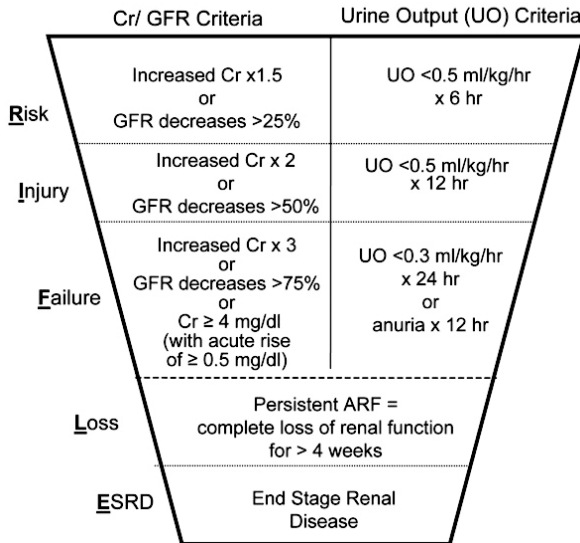 Cr/ GFR Criteria
Urine Output (UO) Criteria
Risk
Increased Cr x1.5
or
GFR decreases >25%
UO <0.5 ml/kg/hr
x 6 hr
Injury
Increased Cr x 2
or
GFR decreases >50%
UO <0.5 ml/kg/hr
x 12 hr
Failure
Increased Cr x 3
or
GFR decreases >75%
or
Cr ≥ 4 mg/dl
(with acute rise
of ≥ 0.5 mg/dl)
UO <0.3 ml/kg/hr
x 24 hr
or
anuria x 12 hr
Loss
Persistent ARF =
complete loss of renal function
for > 4 weeks
ESRD
End Stage Renal
Disease